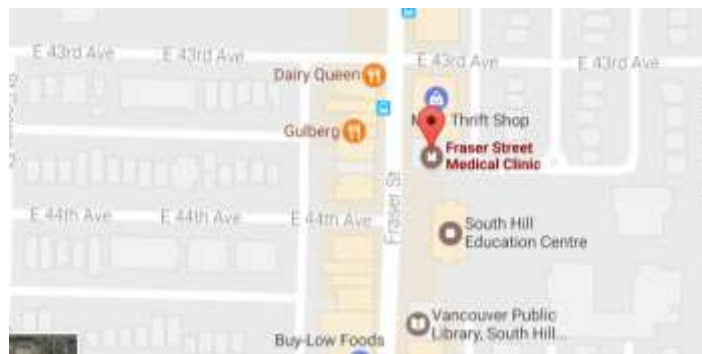 E 43rd Ave
E 43rd Ave
E 43rd Ave
E 43rd Ave
Dairy Queen
Thrift Shop
Gulberg
Fraser Street
Medical Clinic
E 44th Ave
E 44th Ave
E 44th Ave
Fraser St
South Hill
Education Centre
Vancouver Public
Library, South Hill...
Buy-Low Foods